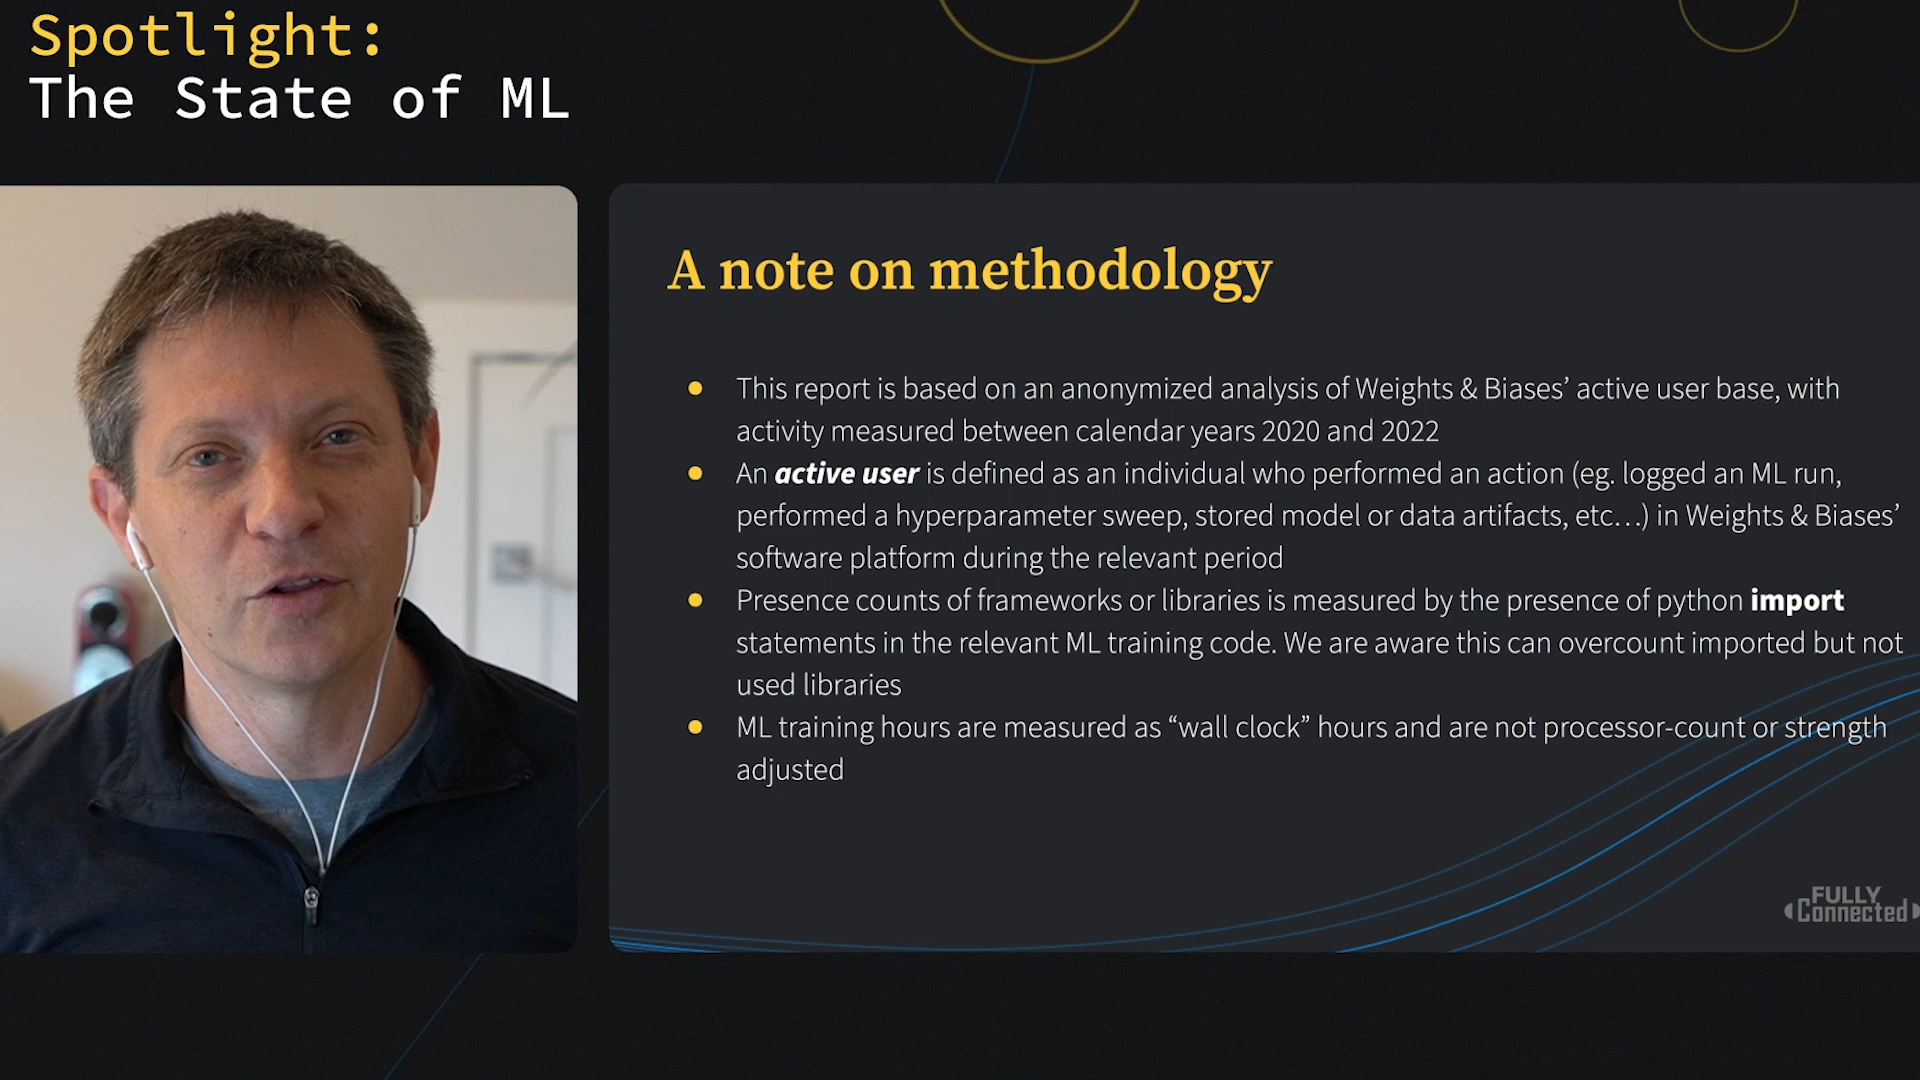 Spotlight:
The State of ML
A note on methodology
● This report is based on an anonymized analysis of Weights & Biases’ active user base, with
activity measured between calendar years 2020 and 2022
● An active user is defined as an individual who performed an action (eg. logged an ML run,
performed a hyperparameter sweep, stored model or data artifacts, etc…) in Weights & Biases’
software platform during the relevant period
● Presence counts of frameworks or libraries is measured by the presence of python import
statements in the relevant ML training code. We are aware this can overcount imported but not
used libraries
● ML training hours are measured as “wall clock” hours and are not processor-count or strength
adjusted
FULLY
Connected